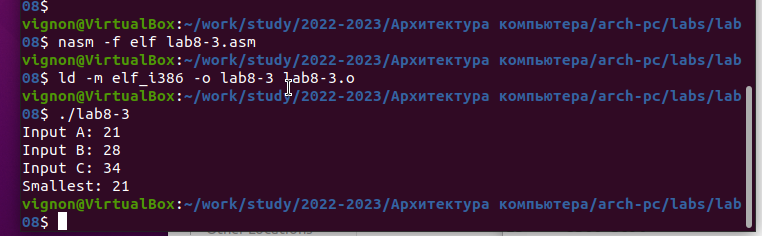 08$
vignon@VirtualBox:~/work/study/2022-2023/Архитектура компьютера/arch-pc/labs/lab
08$ nasm -f elf lab8-3.asm
vignon@VirtualBox:~/work/study/2022-2023/Архитектура компьютера/arch-pc/labs/lab
08$ ld -m elf_i386 -o lab8-3 lab8-3.o
vignon@VirtualBox:~/work/study/2022-2023/Архитектура компьютера/arch-pc/labs/lab
08$ ./lab8-3
Input A: 21
Input B: 28
Input C: 34
Smallest: 21
vignon@VirtualBox:~/work/study/2022-2023/Архитектура компьютера/arch-pc/labs/lab
08$
Other Locations